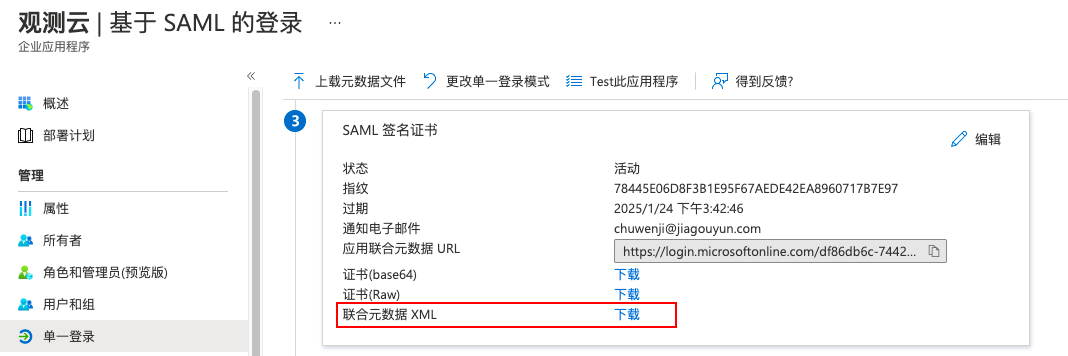 观测云 | 基于 SAML 的登录 ...
企业应用程序
«
概述
部署计划
管理
属性
所有者
角色和管理员(预览版)
用户和组
单一登录
上载元数据文件 更改单一登录模式 Test此应用程序 得到反馈?
3
SAML 签名证书
编辑
状态 活动
指纹 78445E06D8F3B1E95F67AEDE42EA8960717B7E97
过期 2025/1/24 下午3:42:46
通知电子邮件 chuwenji@jiagouyun.com
应用联合元数据 URL https://login.microsoftonline.com/df86db6c-7442...
证书(base64) 下载
证书(Raw) 下载
联合元数据 XML 下载